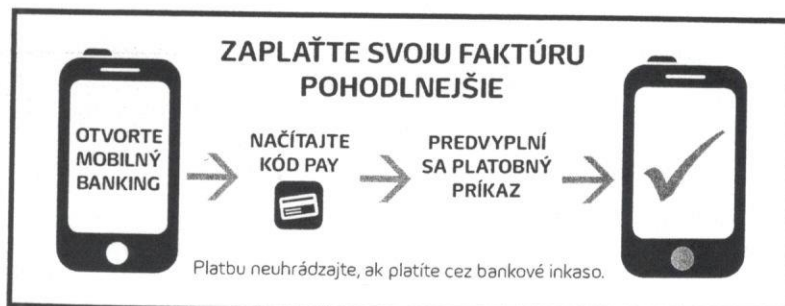 ZAPLAŤTE SVOJU FAKTÚRU
POHODLNEJŠIE
OTVORTE
MOBILNÝ
BANKING
NAČÍTAJTE
KÓD PAY
PREDVYPLNÍ
SA PLATOBNÝ
PRÍKAZ
Platbu neuhrádzajte, ak platíte cez bankové inkaso.